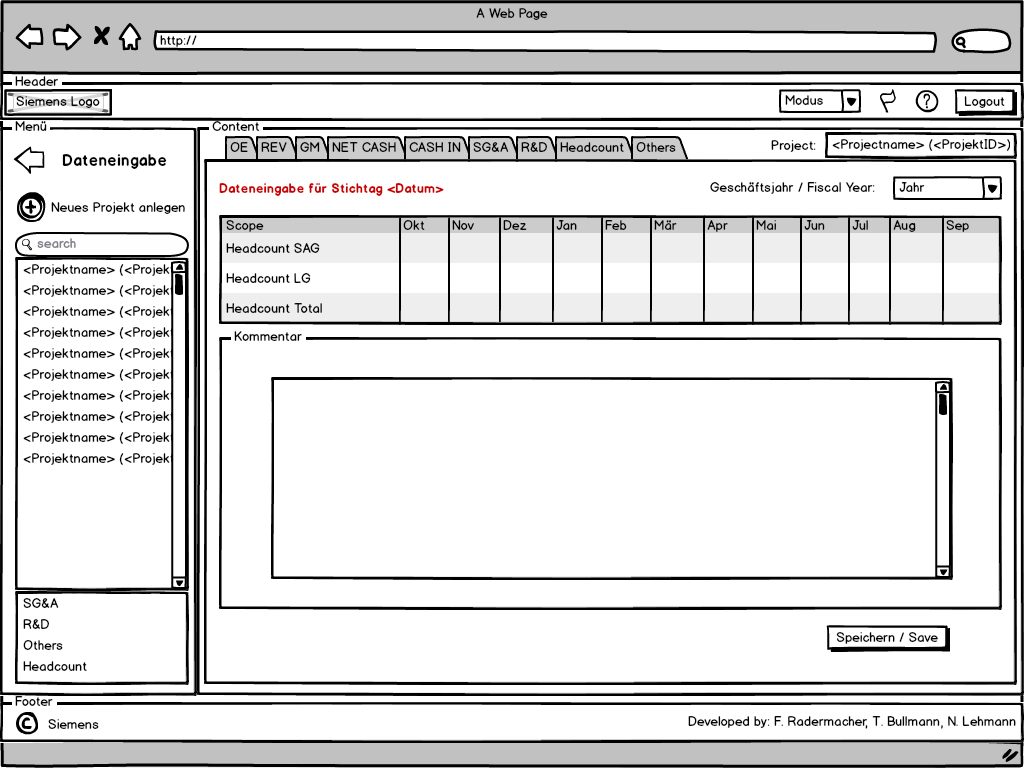 A Web Page
http://
Header
Siemens Logo
Modus
?
Logout
Menü
Dateneingabe
Neues Projekt anlegen
search
<Projektname> (<Projek
<Projektname> (<Projek
<Projektname> (<Projek
<Projektname> (<Projek
<Projektname> (<Projek
<Projektname> (<Projek
<Projektname> (<Projek
<Projektname> (<Projek
<Projektname> (<Projek
<Projektname> (<Projek
SG&A
R&D
Others
Headcount
Content
OE REV GM NET CASH CASH IN SG&A R&D Headcount Others
Project: <Projectname> (<ProjektID>)
Dateneingabe für Stichtag <Datum>
Geschäftsjahr / Fiscal Year: Jahr
Scope Okt Nov Dez Jan Feb Mär Apr Mai Jun Jul Aug Sep
Headcount SAG
Headcount LG
Headcount Total
Kommentar
Speichern / Save
Footer
© Siemens
Developed by: F. Radermacher, T. Bullmann, N. Lehmann